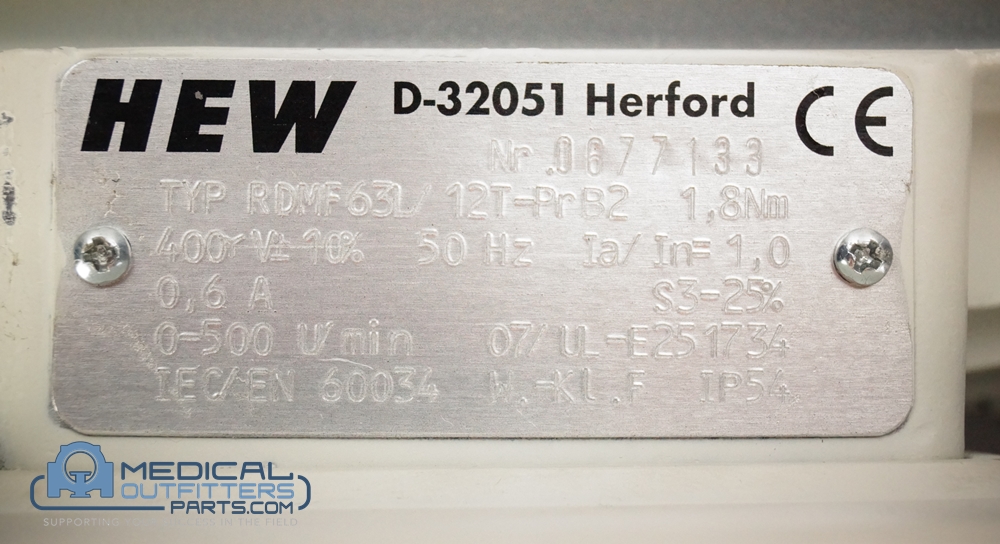 HEW D-32051 Herford CE
Nr.0677133
TYP RDMF63L/12T-PrB2 1,8Nm
400~V± 10% 50 Hz Ia/In=1,0
0,6 A S3-25%
0-500 U/min 07/UL-E251734
IEC/EN 60034 W.-Kl.F IP54
MEDICAL
OUTFITTERS
PARTS.COM
IN THE FIELD